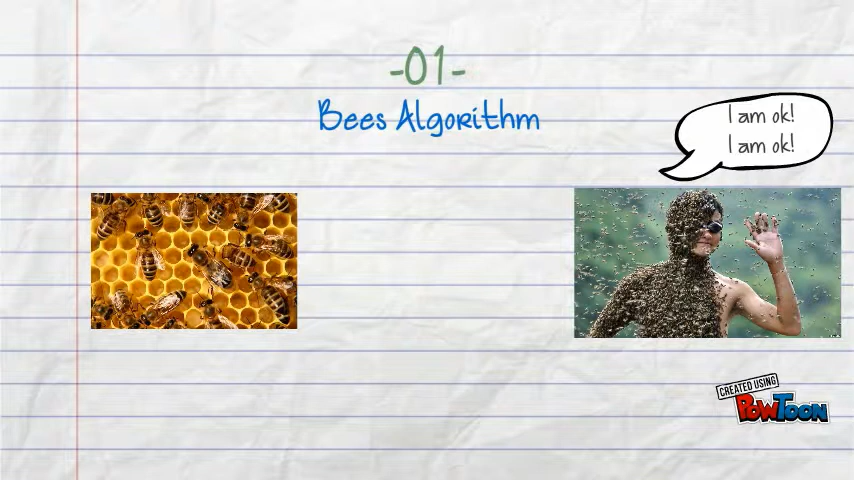 -01-
Bees Algorithm
I am ok!
I am ok!
CREATED USING
POWTOON